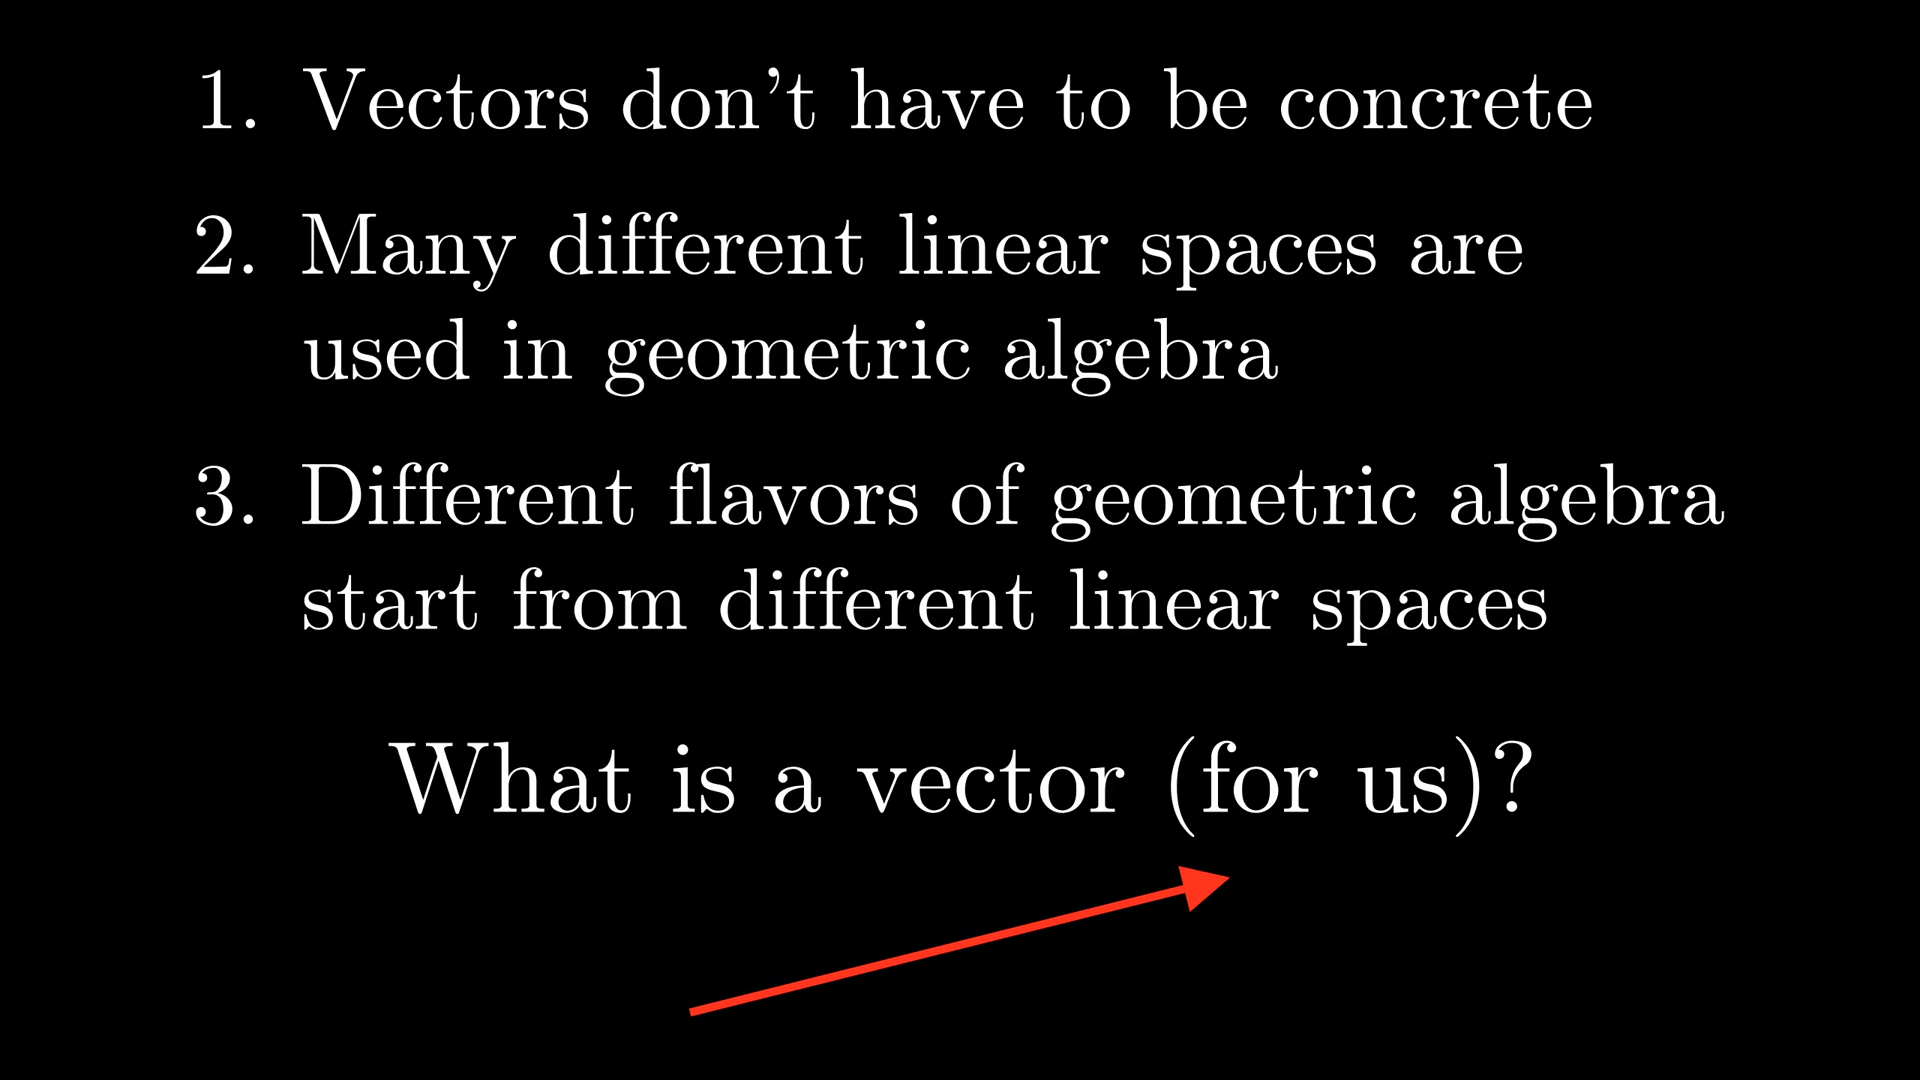 1. Vectors don't have to be concrete
2. Many different linear spaces are
used in geometric algebra
3. Different flavors of geometric algebra
start from different linear spaces
What is a vector (for us)?